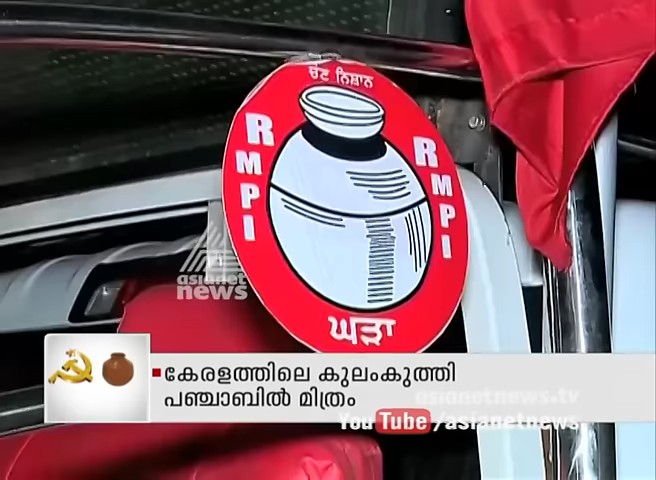 ਚੋਣ ਨਿਸ਼ਾਨ
RMPI
RMPI
ਘੜਾ
asianet news
കേരളത്തിലെ കുലംകുത്തി
പഞ്ചാബിൽ മിത്രം
asianetnews.tv
YouTube /asianetnews